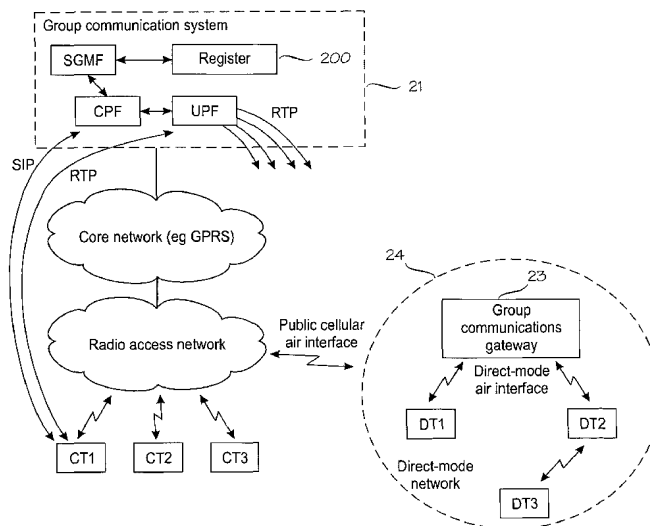 Group communication system
SGMF
Register
200
21
CPF
UPF
RTP
SIP
RTP
Core network (eg GPRS)
24
23
Group
communications
gateway
Public cellular
air interface
Radio access network
Direct-mode
air interface
DT1
DT2
CT1
CT2
CT3
Direct-mode
network
DT3